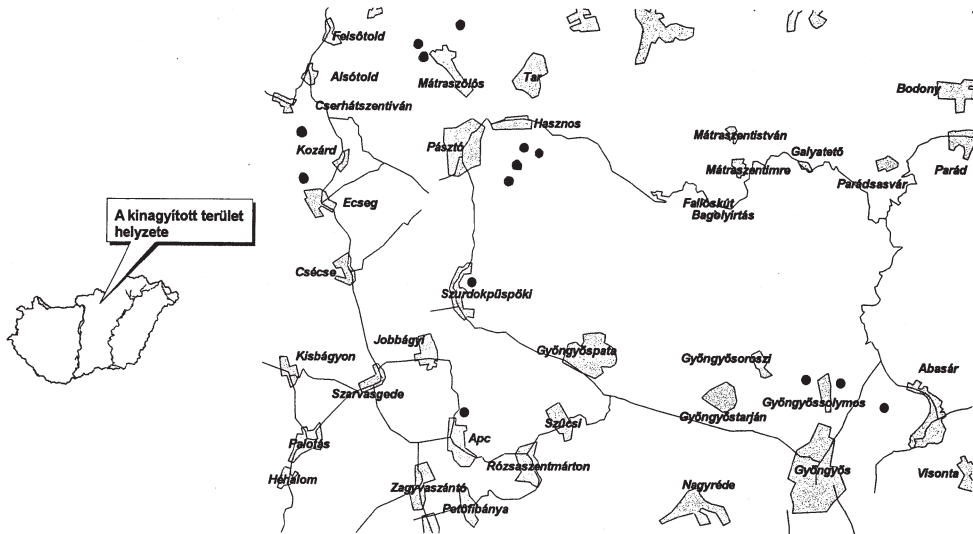 Felsőtold
Alsótold
Mátraszőlős
Tar
Bodony
Cserhátszentiván
Hasznos
Mátraszentistván
Kozárd
Pásztó
Galyatető
Mátraszentimre
Parád
Parádsasvár
Ecseg
Fallóskút
Bagolyirtás
A kinagyított terület
helyzete
Csécse
Szurdokpüspöki
Jobbágyi
Gyöngyöspata
Kisbágyon
Gyöngyösoroszi
Abasár
Szarvasgede
Gyöngyössolymos
Gyöngyöstarján
Szűcsi
Palotás
Apc
Rózsaszentmárton
Gyöngyös
Héhalom
Visonta
Zagyvaszántó
Nagyréde
Petőfibánya